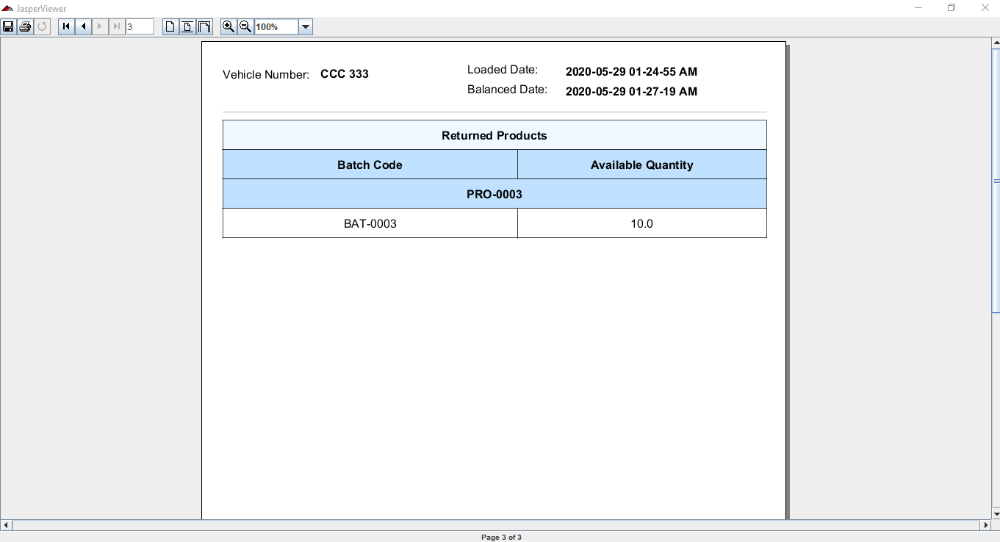 JasperViewer
3
100%
Vehicle Number: CCC 333
Loaded Date: 2020-05-29 01-24-55 AM
Balanced Date: 2020-05-29 01-27-19 AM
Returned Products
Batch Code Available Quantity
PRO-0003
BAT-0003 10.0
Page 3 of 3